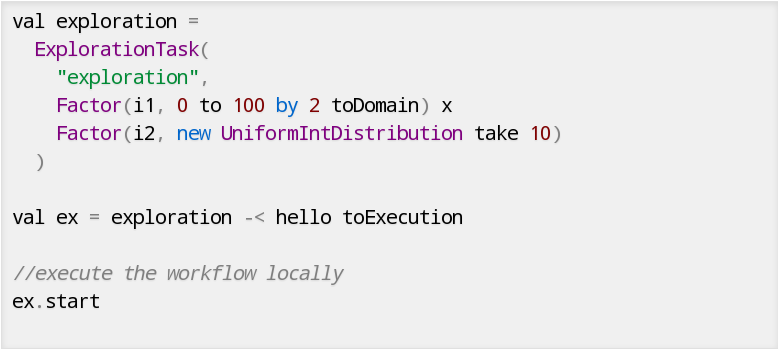 val exploration =
ExplorationTask(
"exploration",
Factor(i1, 0 to 100 by 2 toDomain) x
Factor(i2, new UniformIntDistribution take 10)
)
val ex = exploration -< hello toExecution
//execute the workflow locally
ex.start